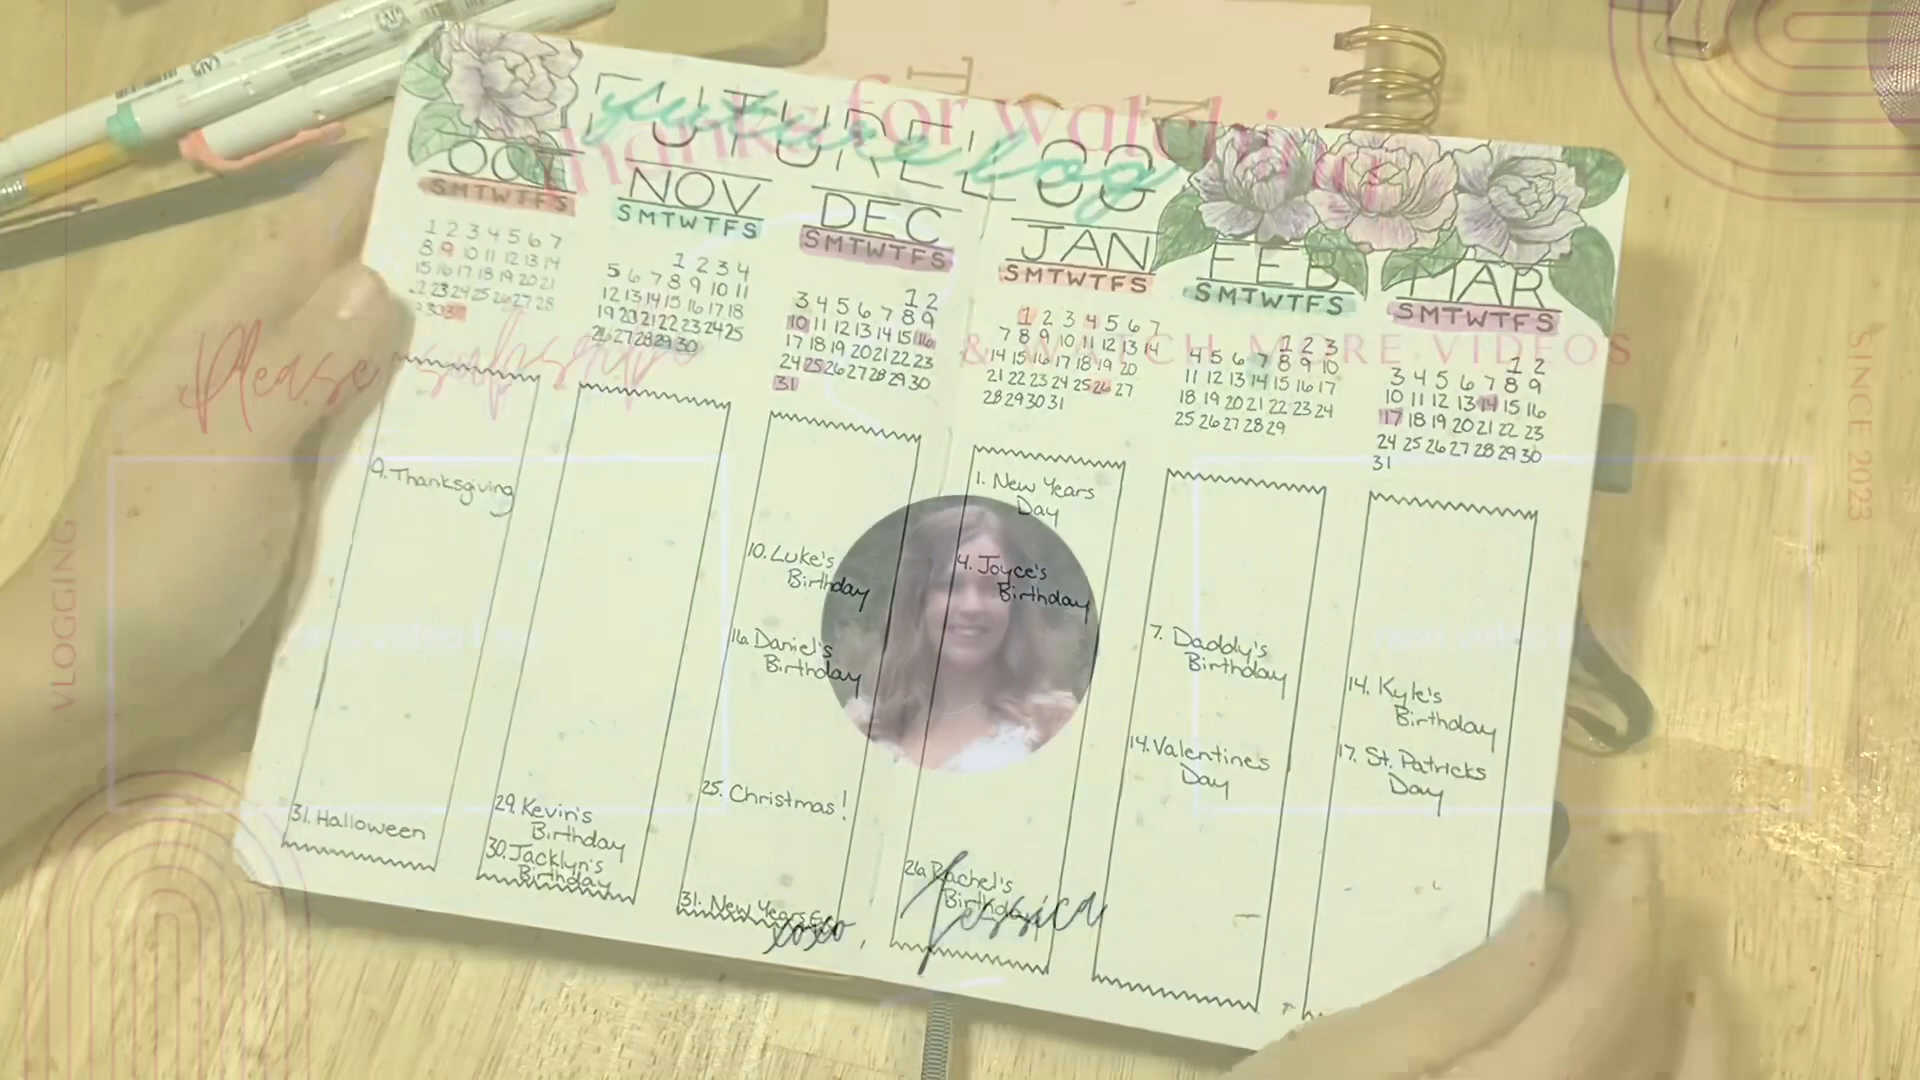 thanks for watching
FUTURE LOG
future log
OCT
SMTWTFS
1 2 3 4 5 6 7
8 9 10 11 12 13 14
15 16 17 18 19 20 21
22 23 24 25 26 27 28
9 30 31
NOV
SMTWTFS
1 2 3 4
5 6 7 8 9 10 11
12 13 14 15 16 17 18
19 20 21 22 23 24 25
26 27 28 29 30
DEC
SMTWTFS
1 2
3 4 5 6 7 8 9
10 11 12 13 14 15 16
17 18 19 20 21 22 23
24 25 26 27 28 29 30
31
JAN
SMTWTFS
1 2 3 4 5 6 7
7 8 9 10 11 12 13 14
14 15 16 17 18 19 20
21 22 23 24 25 26 27
28 29 30 31
FEB
SMTWTFS
1 2 3
4 5 6 7 8 9 10
11 12 13 14 15 16 17
18 19 20 21 22 23 24
25 26 27 28 29
MAR
SMTWTFS
1 2
3 4 5 6 7 8 9
10 11 12 13 14 15 16
17 18 19 20 21 22 23
24 25 26 27 28 29 30
31
Please subscribe
& WATCH MORE VIDEOS
VLOGGING
SINCE 2023
9. Thanksgiving
31. Halloween
29. Kevin's
Birthday
30. Jacklyn's
Birthday
10. Luke's
Birthday
16. Daniel's
Birthday
25. Christmas!
31. New Years Eve
1. New Years
Day
4. Joyce's
Birthday
26. Rachel's
Birthday
7. Daddy's
Birthday
14. Valentines
Day
14. Kyle's
Birthday
17. St. Patricks
Day
xoxo,
Jessica